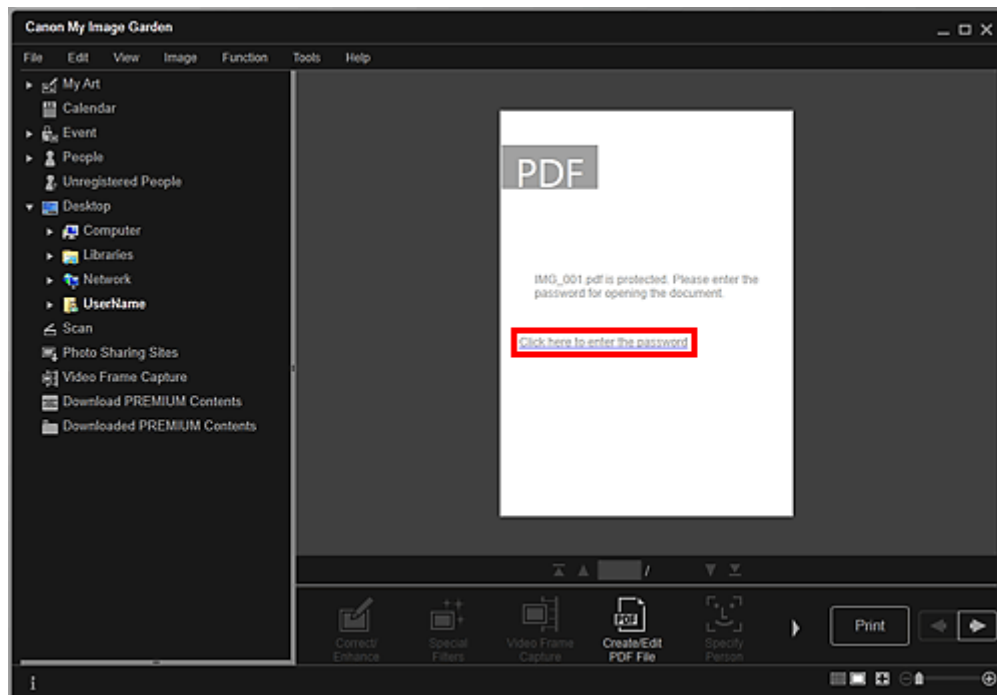 Canon My Image Garden
File Edit View Image Function Tools Help
My Art
Calendar
Event
People
Unregistered People
Desktop
Computer
Libraries
Network
UserName
Scan
Photo Sharing Sites
Video Frame Capture
Download PREMIUM Contents
Downloaded PREMIUM Contents
PDF
IMG_001.pdf is protected. Please enter the
password for opening the document.
Click here to enter the password
/
Correct/
Enhance
Special
Filters
Video Frame
Capture
PDF
Create/Edit
PDF File
Specify
Person
Print